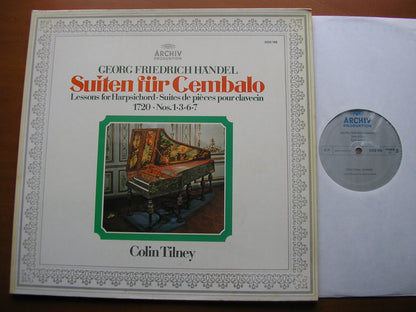 ARCHIV
PRODUKTION
GEORG FRIEDRICH HÄNDEL
Suiten für Cembalo
Lessons for Harpsichord · Suites de pièces pour clavecin
1720 · Nos. 1·3·6·7
Colin Tilney
ARCHIV
PRODUKTION